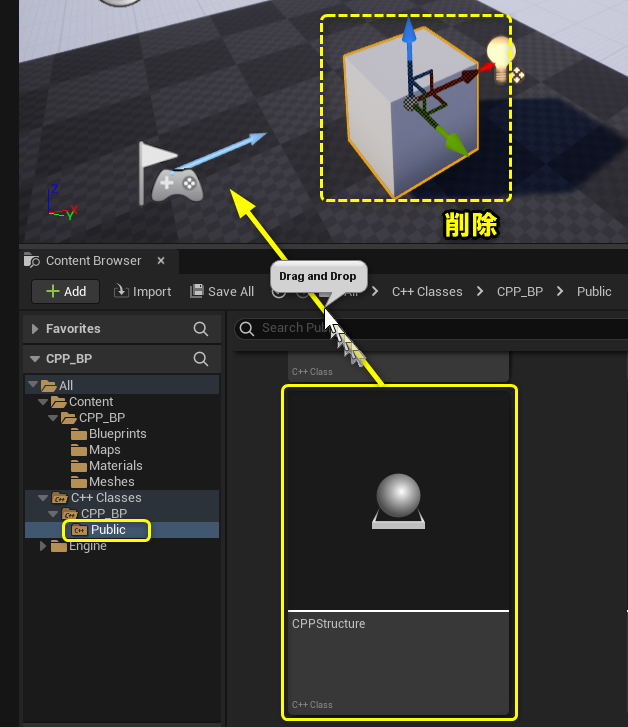 削除
Z
X
Y
Content Browser
Drag and Drop
Add
Import
Save All
All
C++ Classes
CPP_BP
Public
Favorites
Search Pu
CPP_BP
C++ Class
All
Content
CPP_BP
Blueprints
Maps
Materials
Meshes
C++ Classes
CPP_BP
Public
Engine
CPPStructure
C++ Class